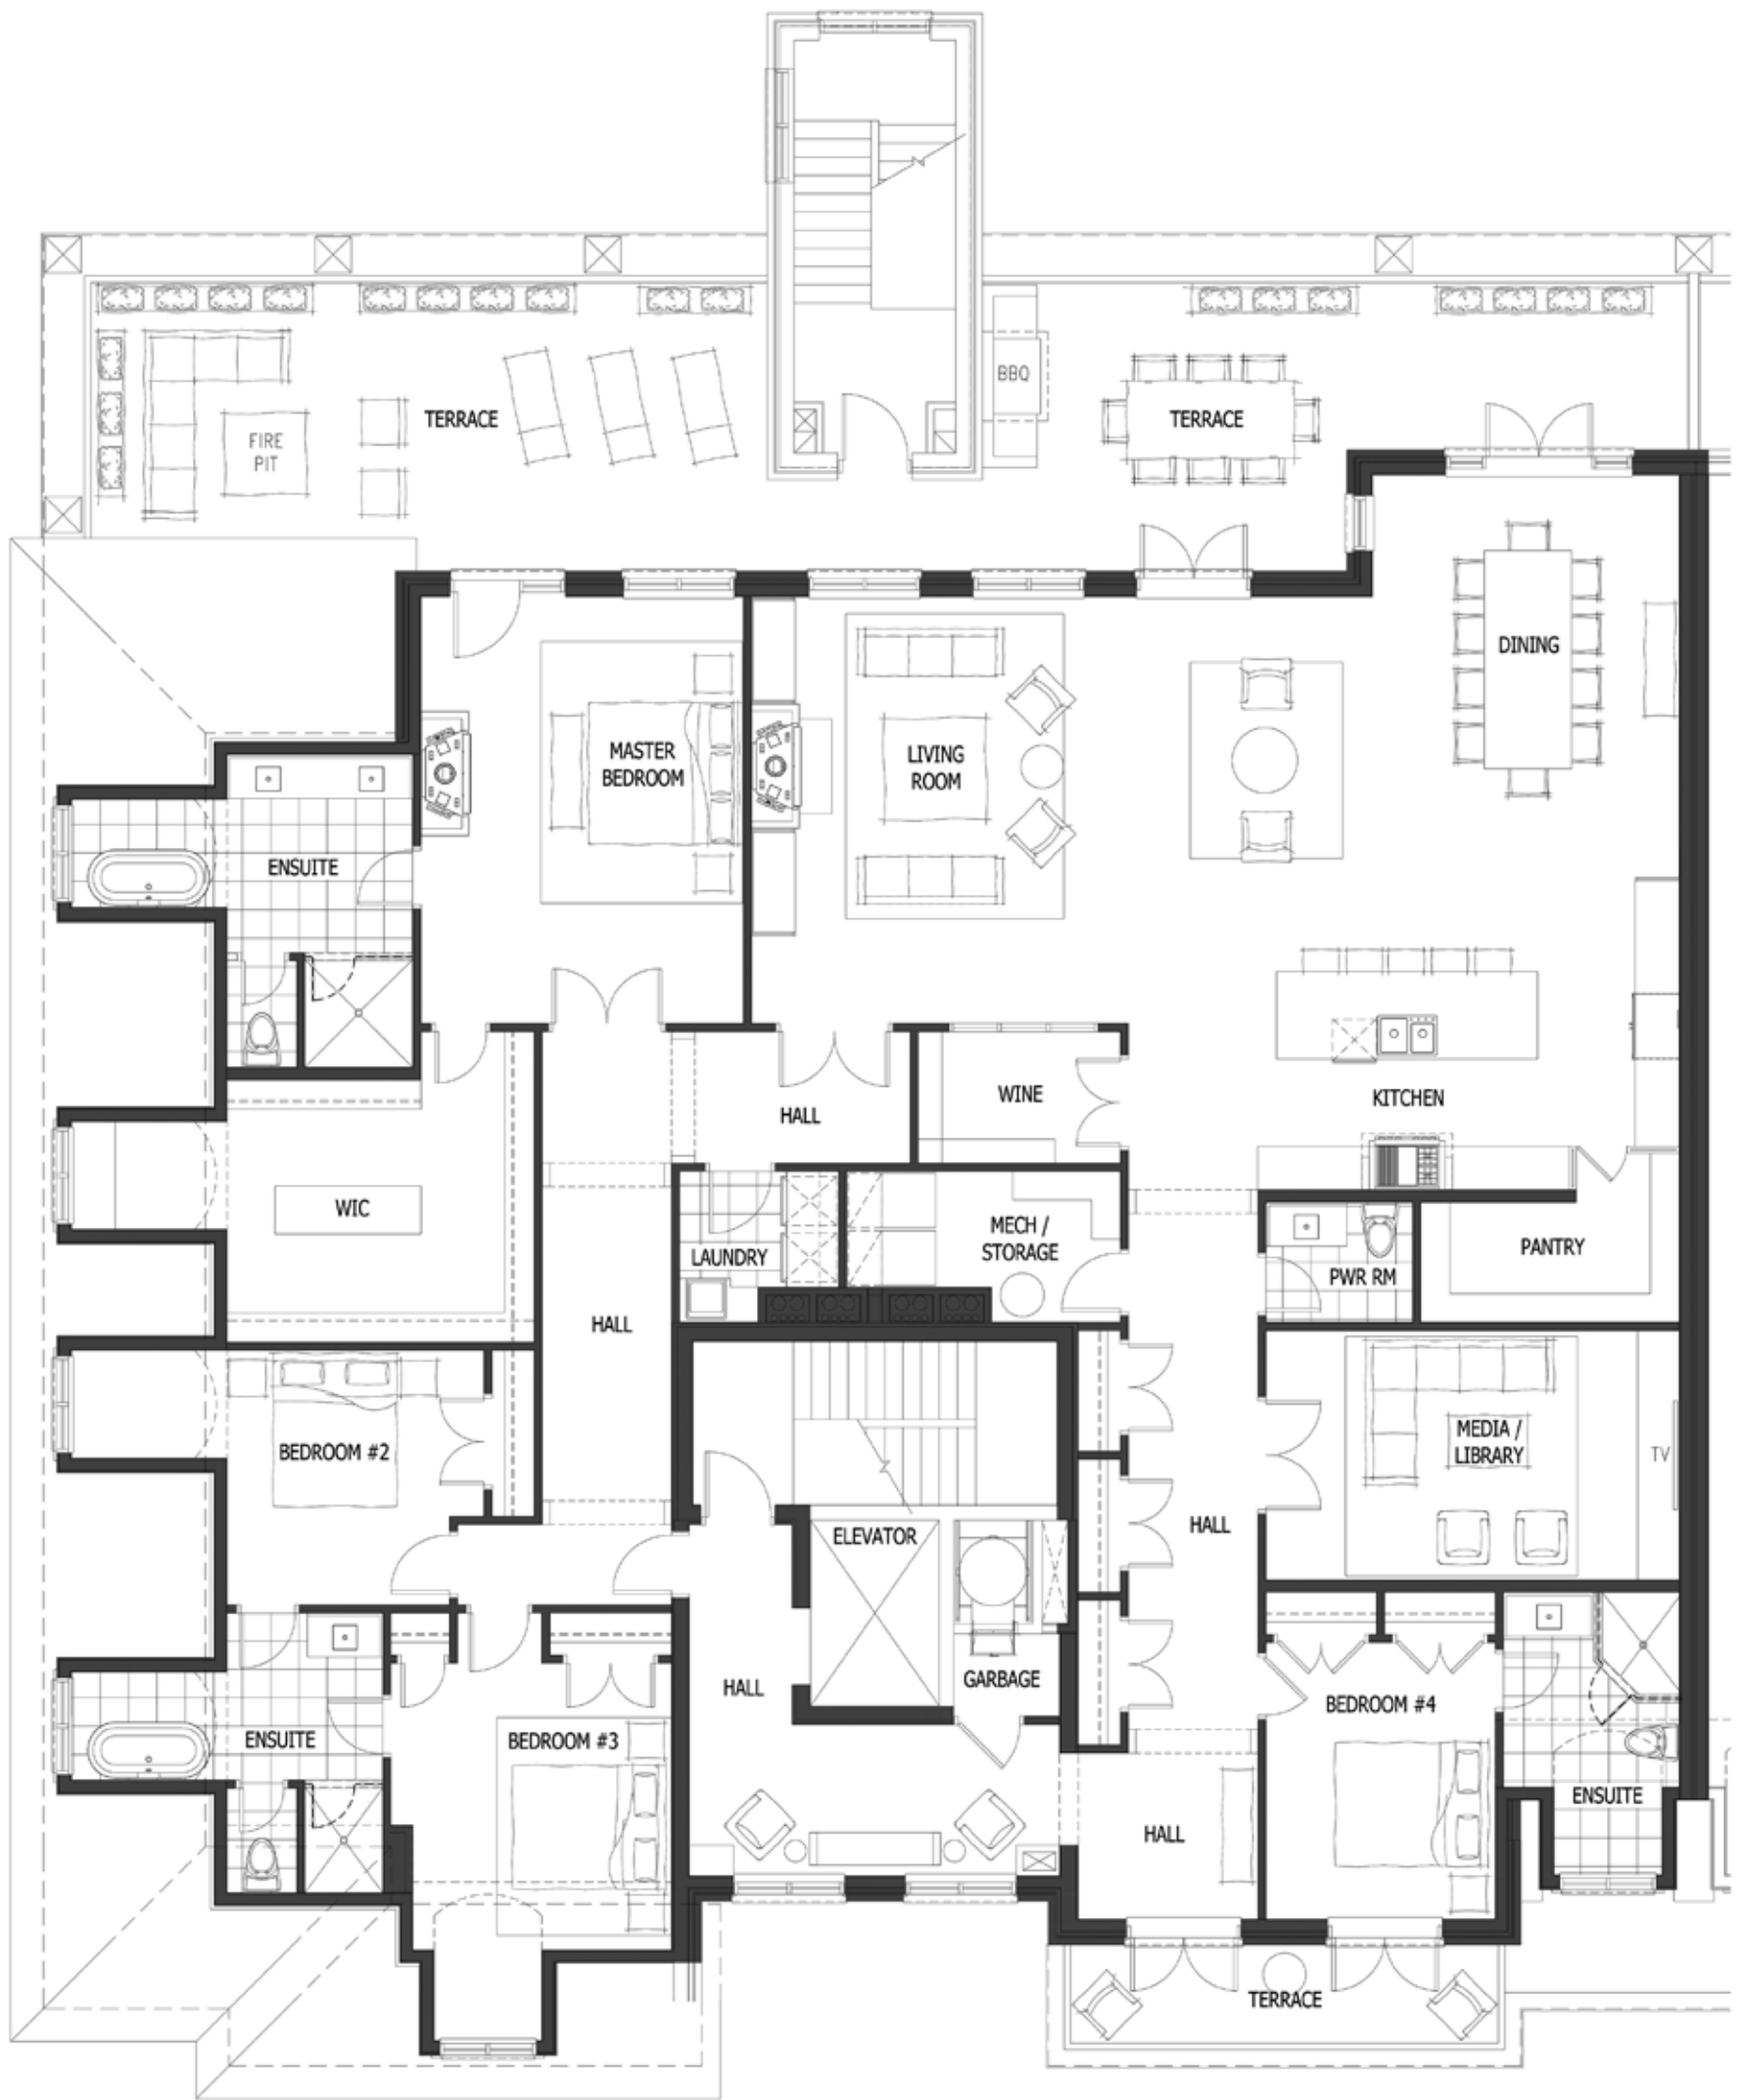 BBQ
TERRACE
FIRE
PIT
TERRACE
DINING
MASTER
BEDROOM
LIVING
ROOM
ENSUITE
WINE
KITCHEN
HALL
WIC
MECH /
STORAGE
LAUNDRY
PWR RM
PANTRY
HALL
BEDROOM #2
MEDIA /
LIBRARY
TV
HALL
ELEVATOR
GARBAGE
HALL
BEDROOM #4
ENSUITE
BEDROOM #3
ENSUITE
HALL
TERRACE